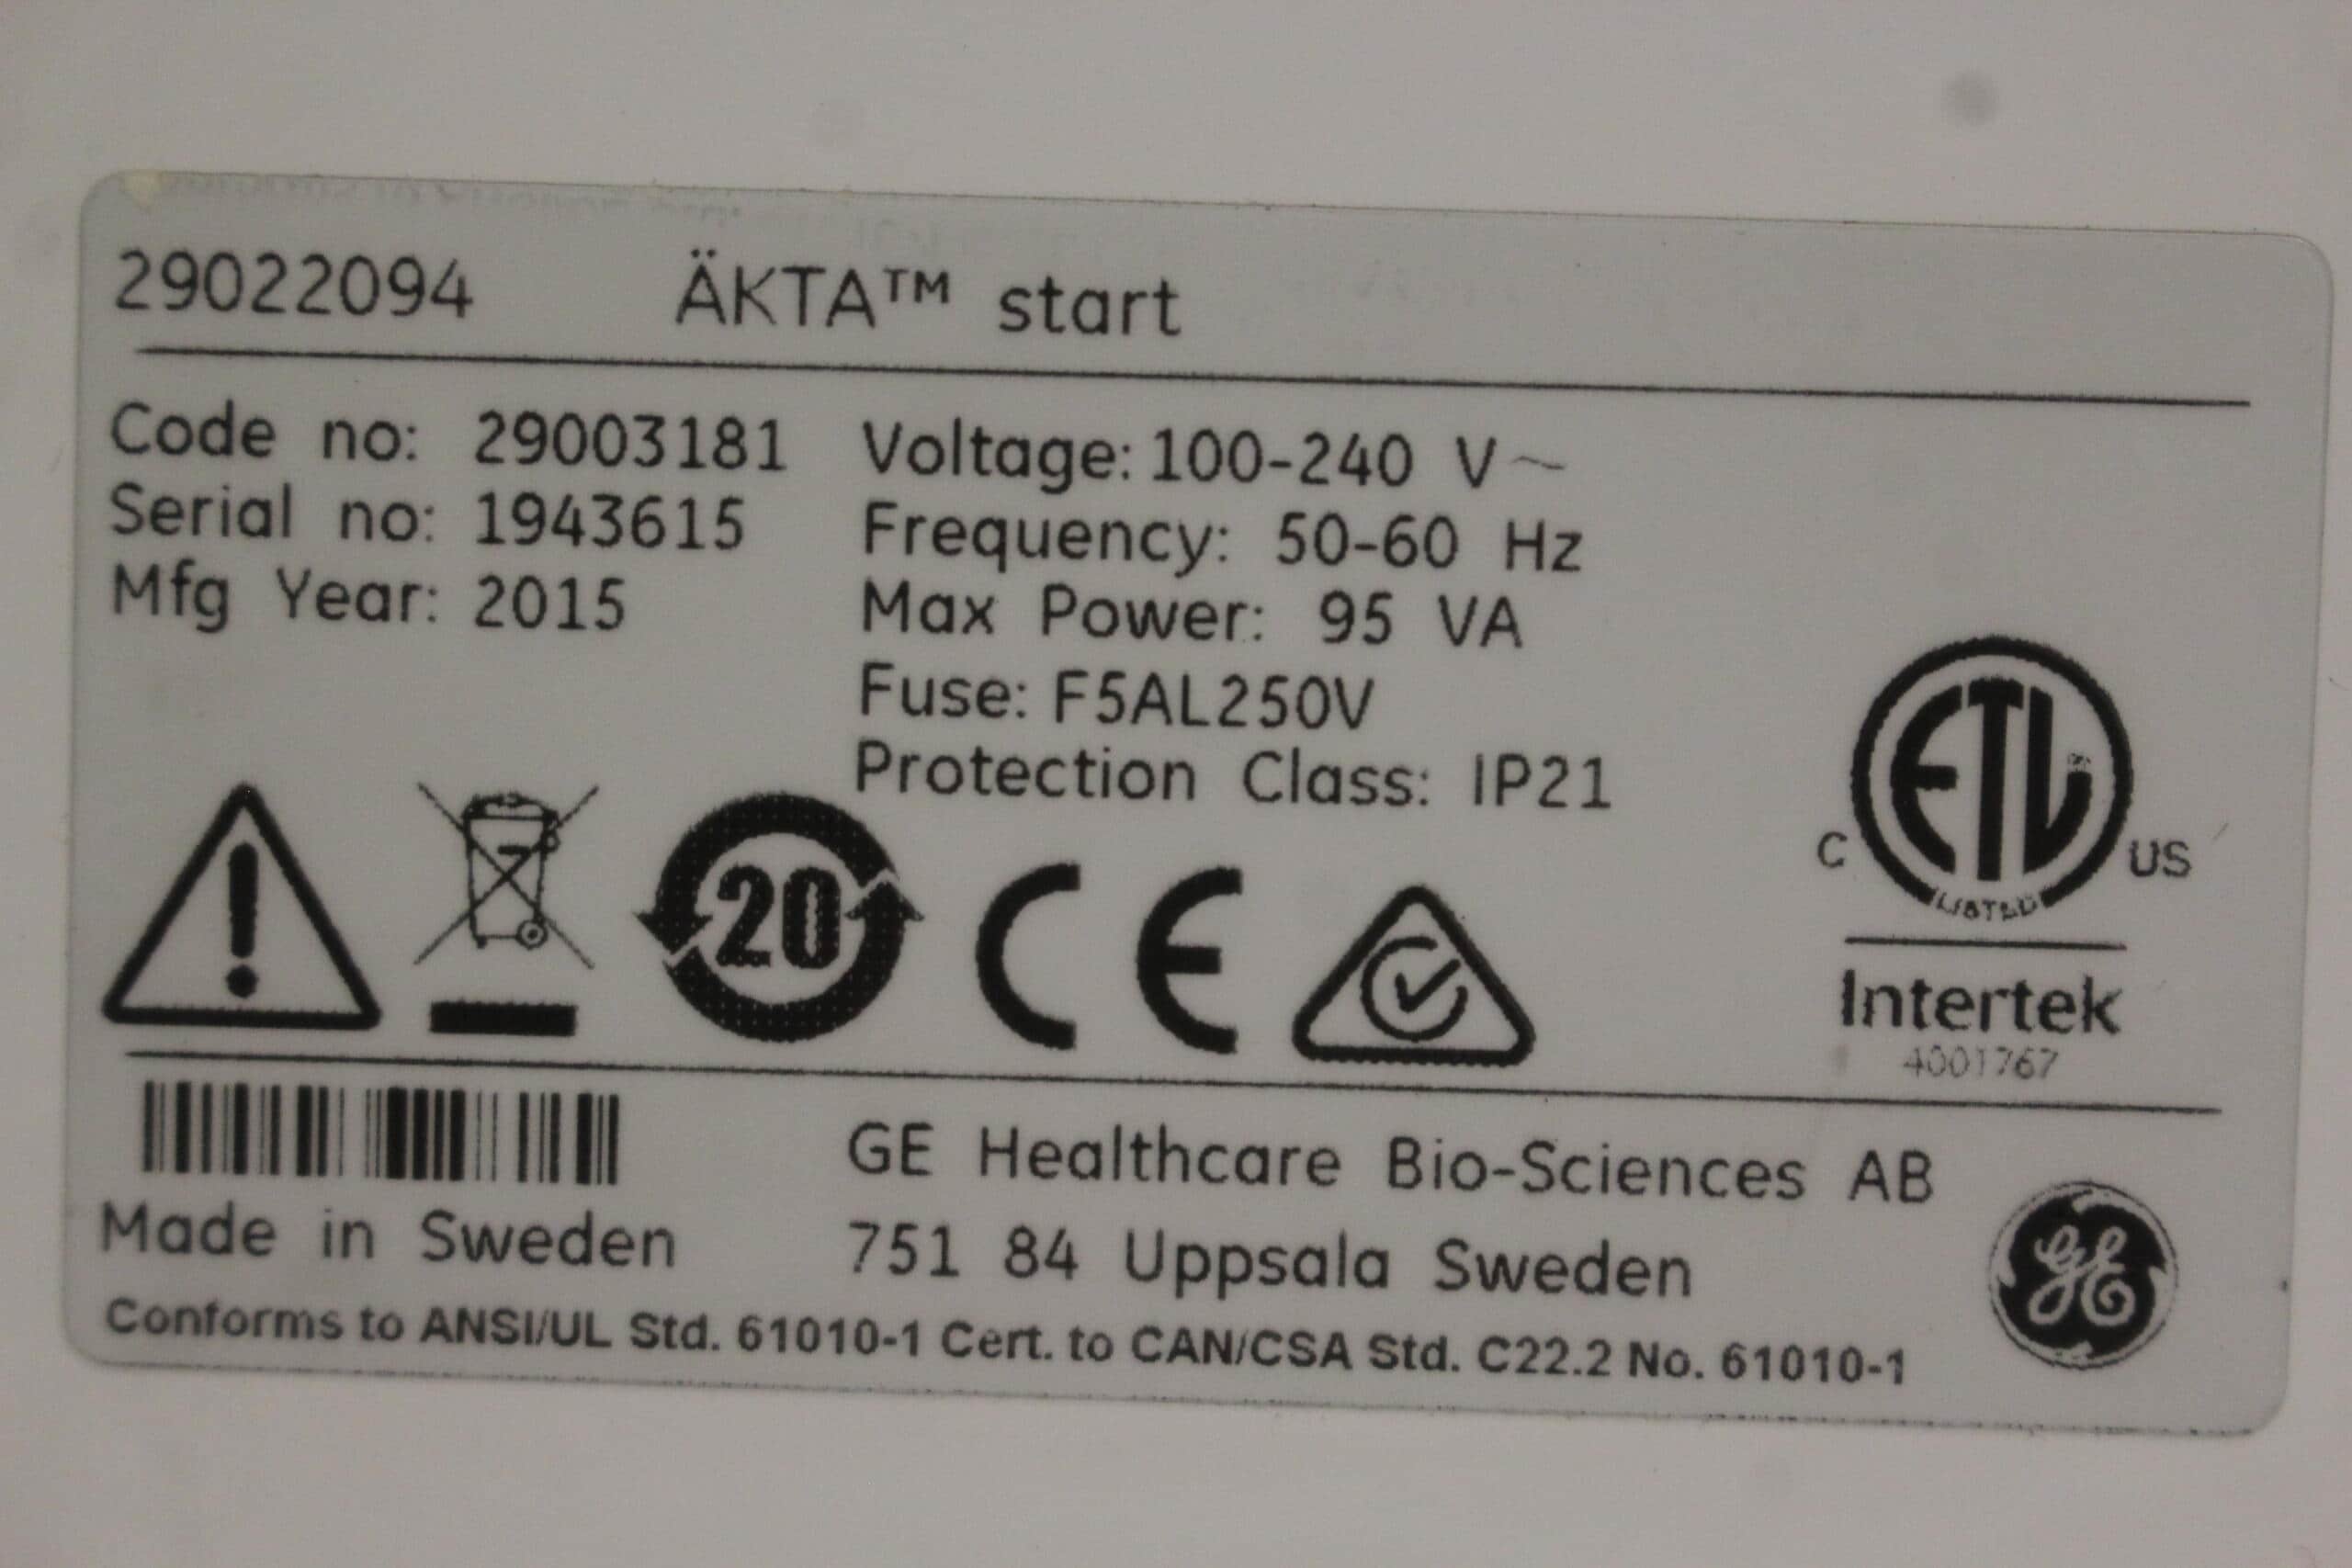 29022094 ÄKTA™ start
Code no: 29003181
Serial no: 1943615
Mfg Year: 2015
Voltage: 100-240 V~
Frequency: 50-60 Hz
Max Power: 95 VA
Fuse: F5AL250V
Protection Class: IP21
20
CE
ETL
C US
LISTED
Intertek
4001767
Made in Sweden
GE Healthcare Bio-Sciences AB
751 84 Uppsala Sweden
GE
Conforms to ANSI/UL Std. 61010-1 Cert. to CAN/CSA Std. C22.2 No. 61010-1